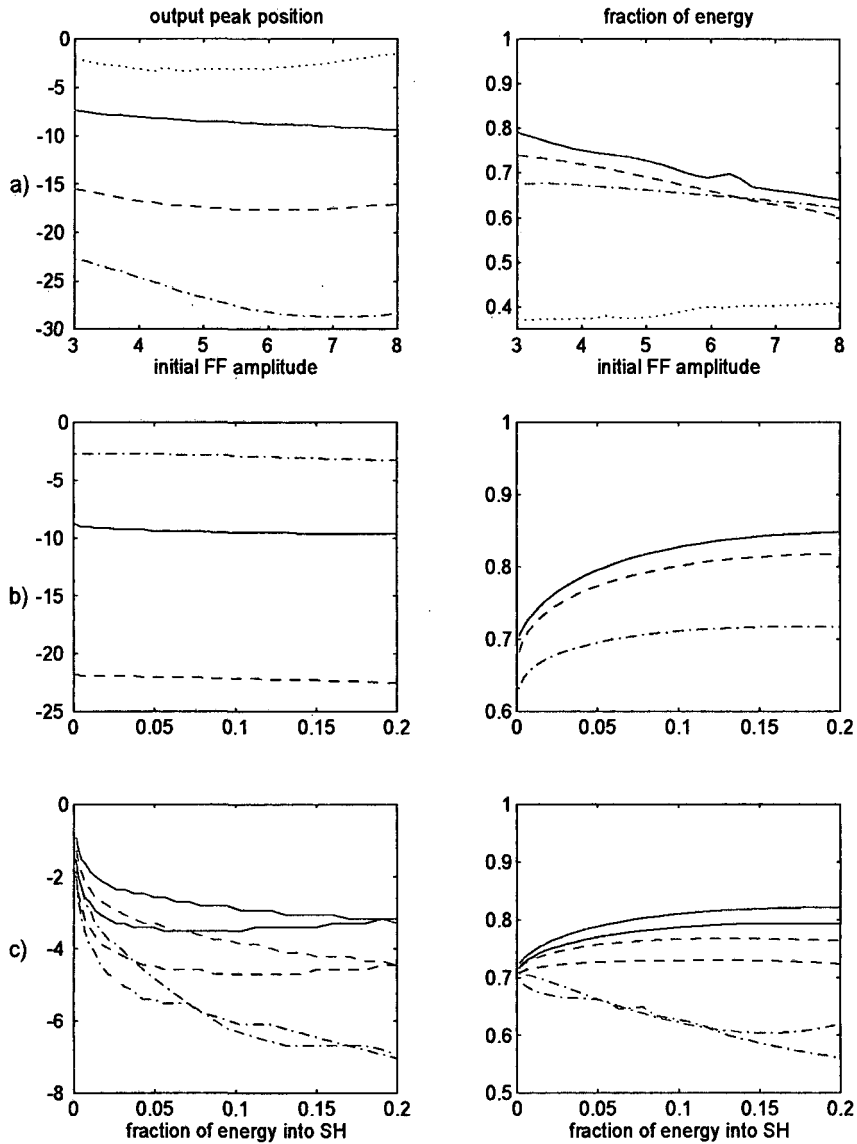 output peak position
fraction of energy
0
-5
-10
-15
-20
-25
-30
3 4 5 6 7 8
initial FF amplitude
a)
1
0.9
0.8
0.7
0.6
0.5
0.4
3 4 5 6 7 8
initial FF amplitude
0
-5
-10
-15
-20
-25
0 0.05 0.1 0.15 0.2
b)
1
0.9
0.8
0.7
0.6
0 0.05 0.1 0.15 0.2
0
-2
-4
-6
-8
0 0.05 0.1 0.15 0.2
fraction of energy into SH
c)
1
0.9
0.8
0.7
0.6
0.5
0 0.05 0.1 0.15 0.2
fraction of energy into SH